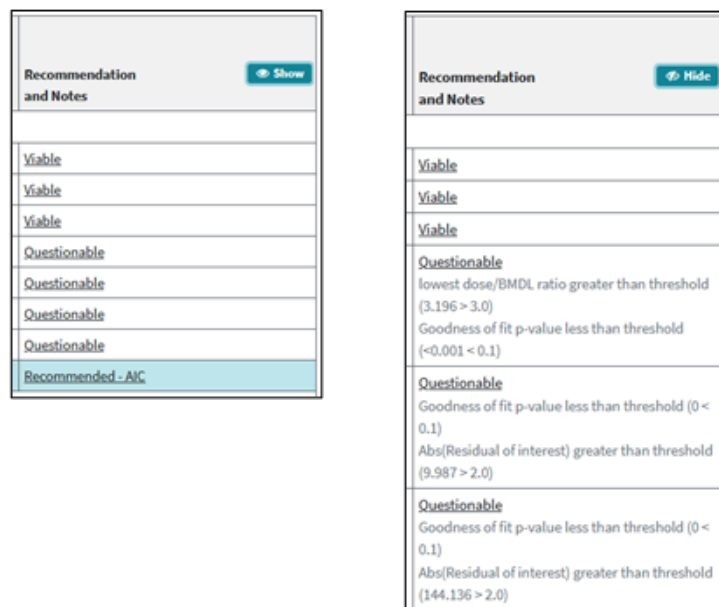 Recommendation
and Notes
Show
Viable
Viable
Viable
Questionable
Questionable
Questionable
Questionable
Recommended - AIC
Recommendation
and Notes
Hide
Viable
Viable
Viable
Questionable
lowest dose/BMDL ratio greater than threshold
(3.196 > 3.0)
Goodness of fit p-value less than threshold
(<0.001 < 0.1)
Questionable
Goodness of fit p-value less than threshold (0 <
0.1)
Abs(Residual of interest) greater than threshold
(9.987 > 2.0)
Questionable
Goodness of fit p-value less than threshold (0 <
0.1)
Abs(Residual of interest) greater than threshold
(144.136 > 2.0)